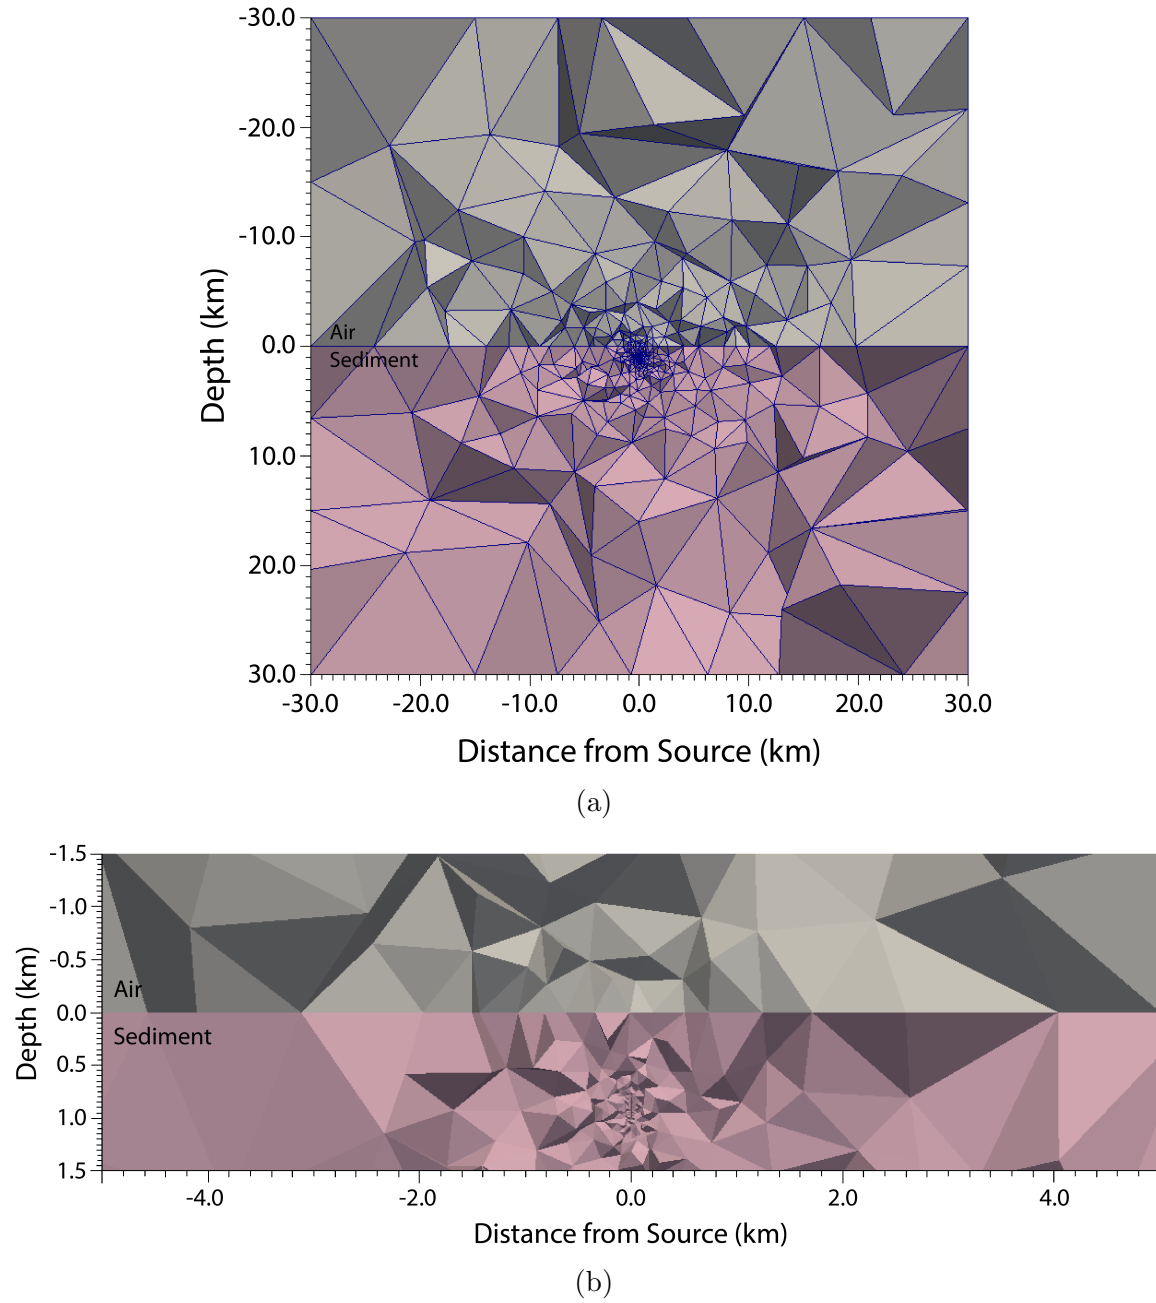 -30.0
-20.0
-10.0
0.0
10.0
20.0
30.0
Depth (km)
Air
Sediment
-30.0 -20.0 -10.0 0.0 10.0 20.0 30.0
Distance from Source (km)
(a)
-1.5
-1.0
-0.5
0.0
0.5
1.0
1.5
Depth (km)
Air
Sediment
-4.0 -2.0 0.0 2.0 4.0
Distance from Source (km)
(b)